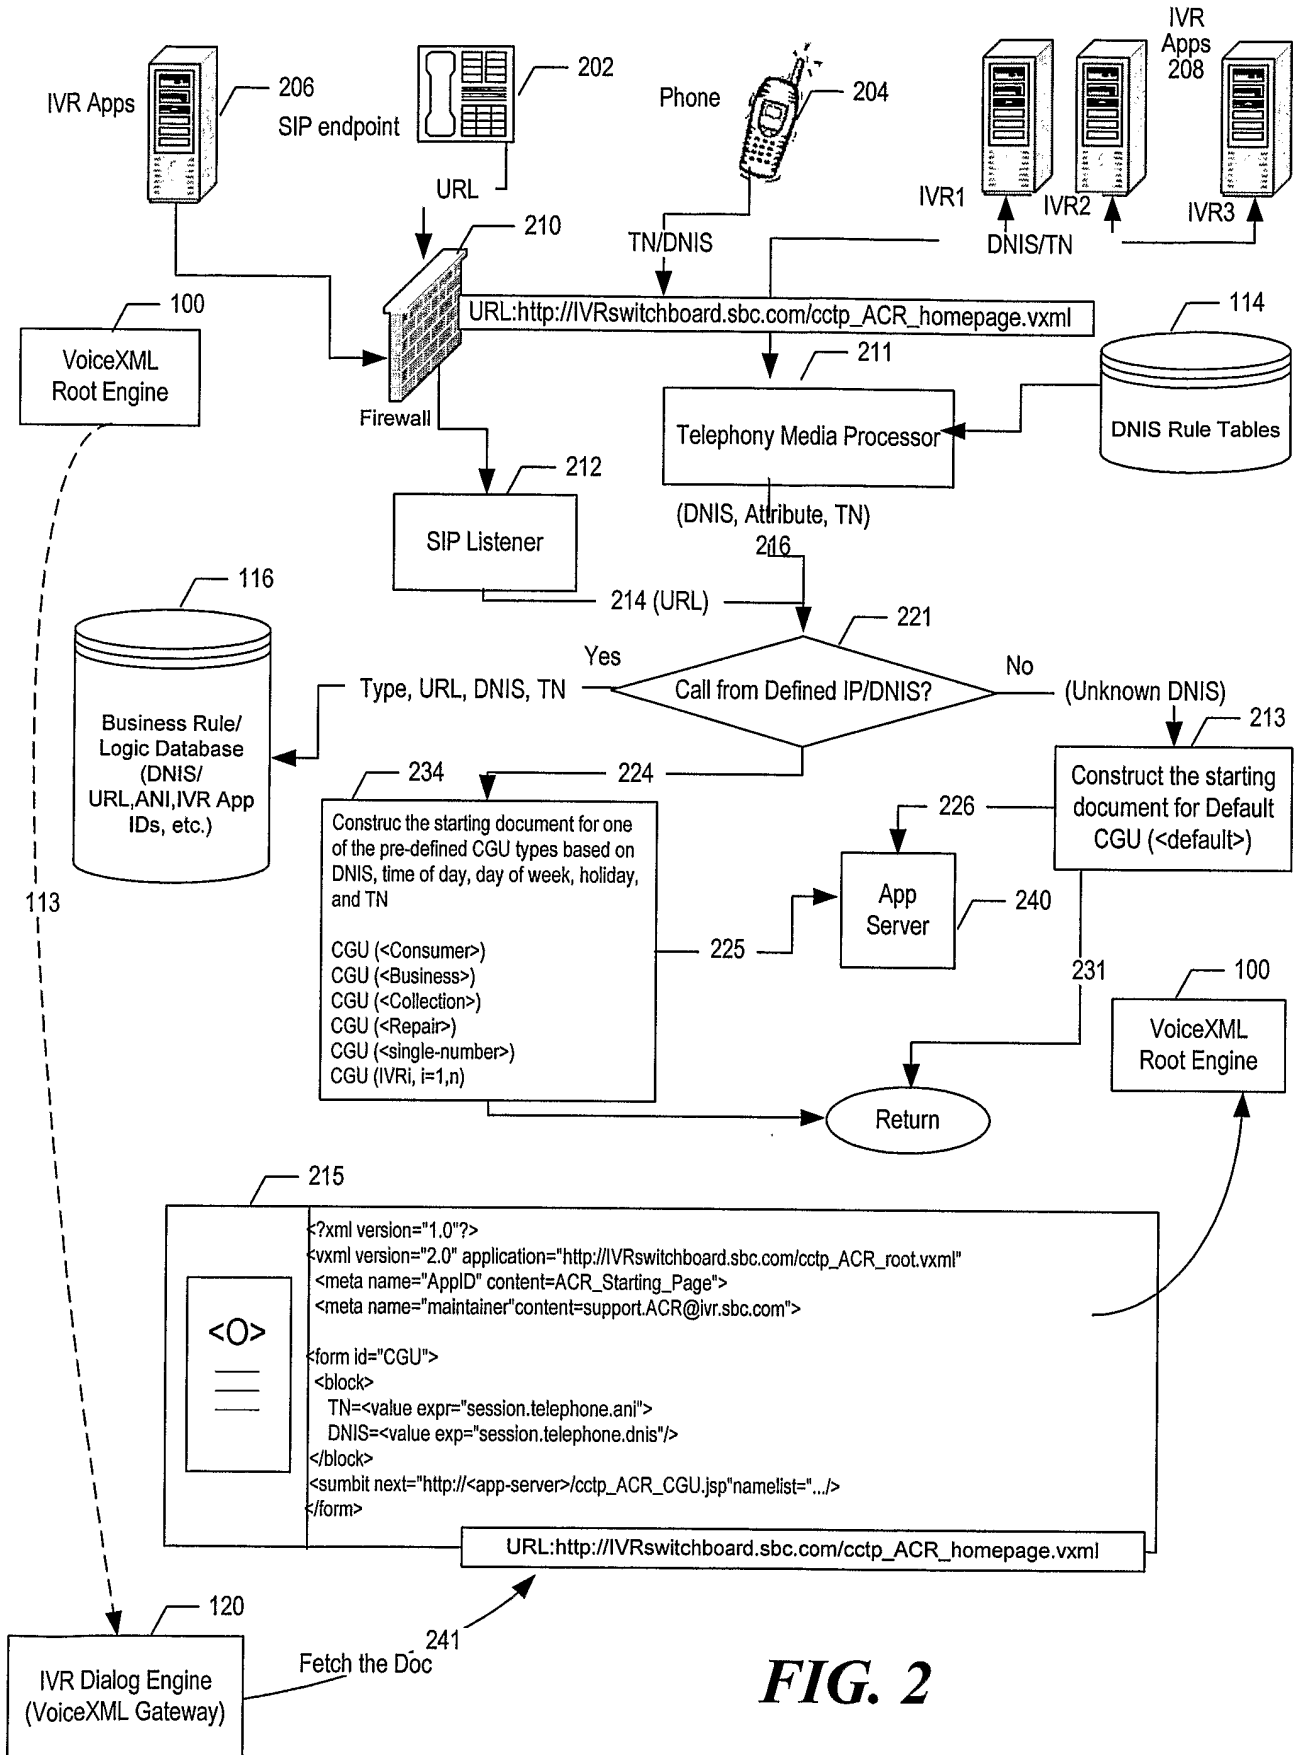 IVR Apps
206
SIP endpoint
202
URL
Phone
204
IVR
Apps
208
IVR1
IVR2
IVR3
DNIS/TN
TN/DNIS
210
URL:http://IVRswitchboard.sbc.com/cctp_ACR_homepage.vxml
100
VoiceXML
Root Engine
Firewall
211
Telephony Media Processor
114
DNIS Rule Tables
212
SIP Listener
(DNIS, Attribute, TN)
216
214 (URL)
116
Business Rule/
Logic Database
(DNIS/
URL,ANI,IVR App
IDs, etc.)
221
Yes
Call from Defined IP/DNIS?
No
Type, URL, DNIS, TN
(Unknown DNIS)
213
Construct the starting
document for Default
CGU (<default>)
234
224
Construc the starting document for one
of the pre-defined CGU types based on
DNIS, time of day, day of week, holiday,
and TN
CGU (<Consumer>)
CGU (<Business>)
CGU (<Collection>)
CGU (<Repair>)
CGU (<single-number>)
CGU (IVRi, i=1,n)
226
App
Server
240
225
113
231
100
VoiceXML
Root Engine
Return
215
<O>
<?xml version="1.0"?>
<vxml version="2.0" application="http://IVRswitchboard.sbc.com/cctp_ACR_root.vxml"
<meta name="AppID" content=ACR_Starting_Page">
<meta name="maintainer"content=support.ACR@ivr.sbc.com">
<form id="CGU">
<block>
TN=<value expr="session.telephone.ani">
DNIS=<value exp="session.telephone.dnis"/>
</block>
<sumbit next="http://<app-server>/cctp_ACR_CGU.jsp"namelist=".../>
</form>
URL:http://IVRswitchboard.sbc.com/cctp_ACR_homepage.vxml
120
IVR Dialog Engine
(VoiceXML Gateway)
241
Fetch the Doc
FIG. 2